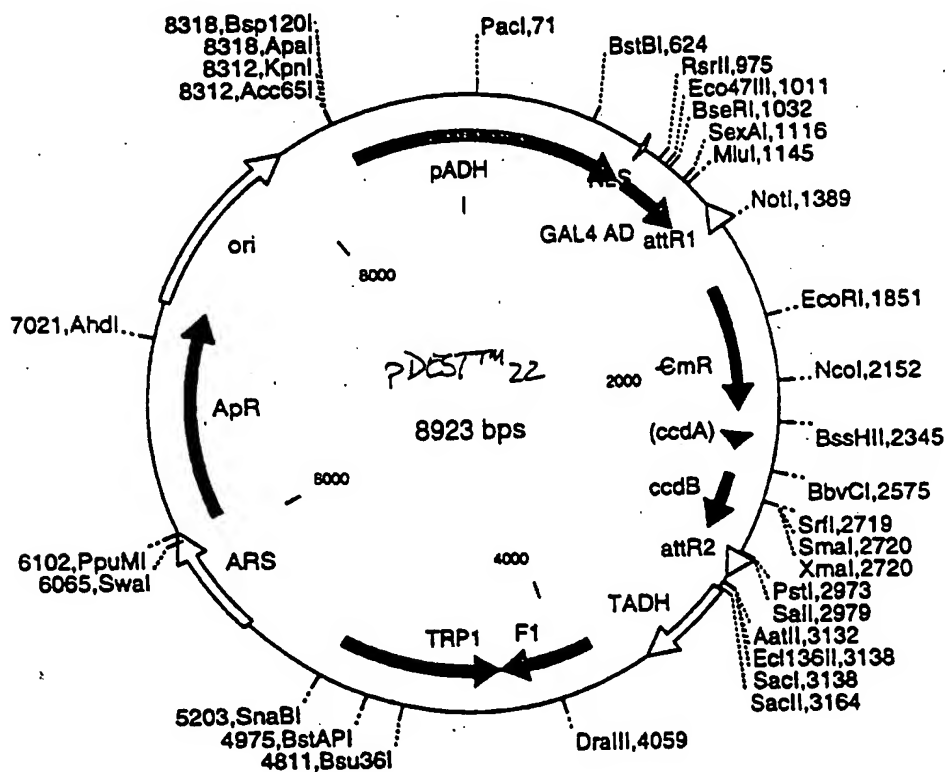 8318,Bsp120I
8318,ApaI
8312,KpnI
8312,Acc65I
PacI,71
BstBI,624
RsrII,975
Eco47III,1011
BseRI,1032
SexAI,1116
MluI,1145
NotI,1389
EcoRI,1851
NcoI,2152
BssHII,2345
BbvCI,2575
SrfI,2719
SmaI,2720
XmaI,2720
PstI,2973
SalI,2979
AatII,3132
Ecl136II,3138
SacI,3138
SacII,3164
DraIII,4059
4811,Bsu36I
4975,BstAPI
5203,SnaBI
6065,SwaI
6102,PpuMI
7021,AhdI
pADH
NLS
GAL4 AD
attR1
CmR
(ccdA)
ccdB
attR2
TADH
F1
TRP1
ARS
ApR
ori
8000
2000
4000
6000
pDEST™22
8923 bps